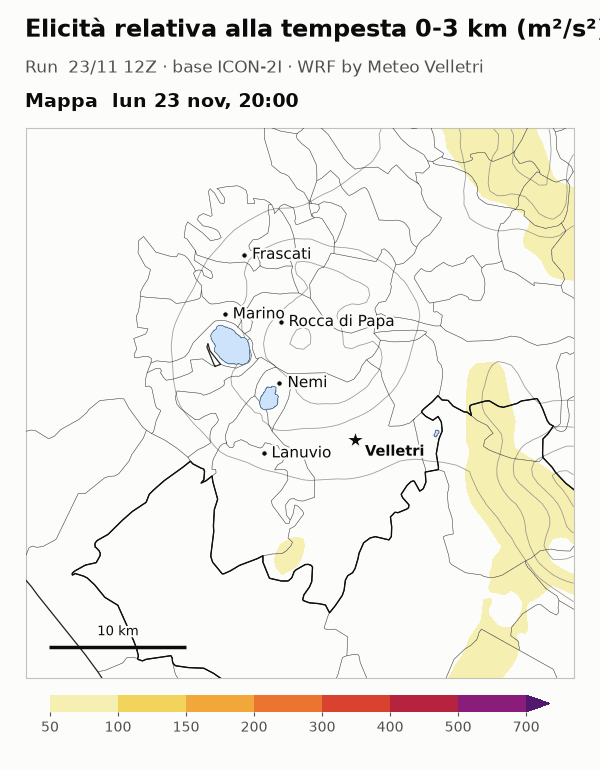 Elicità relativa alla tempesta 0-3 km (m²/s²)
Run  23/11 12Z · base ICON-2I · WRF by Meteo Velletri
Mappa  lun 23 nov, 20:00
Frascati
Marino
Rocca di Papa
Nemi
Velletri
Lanuvio
10 km
50 100 150 200 300 400 500 700